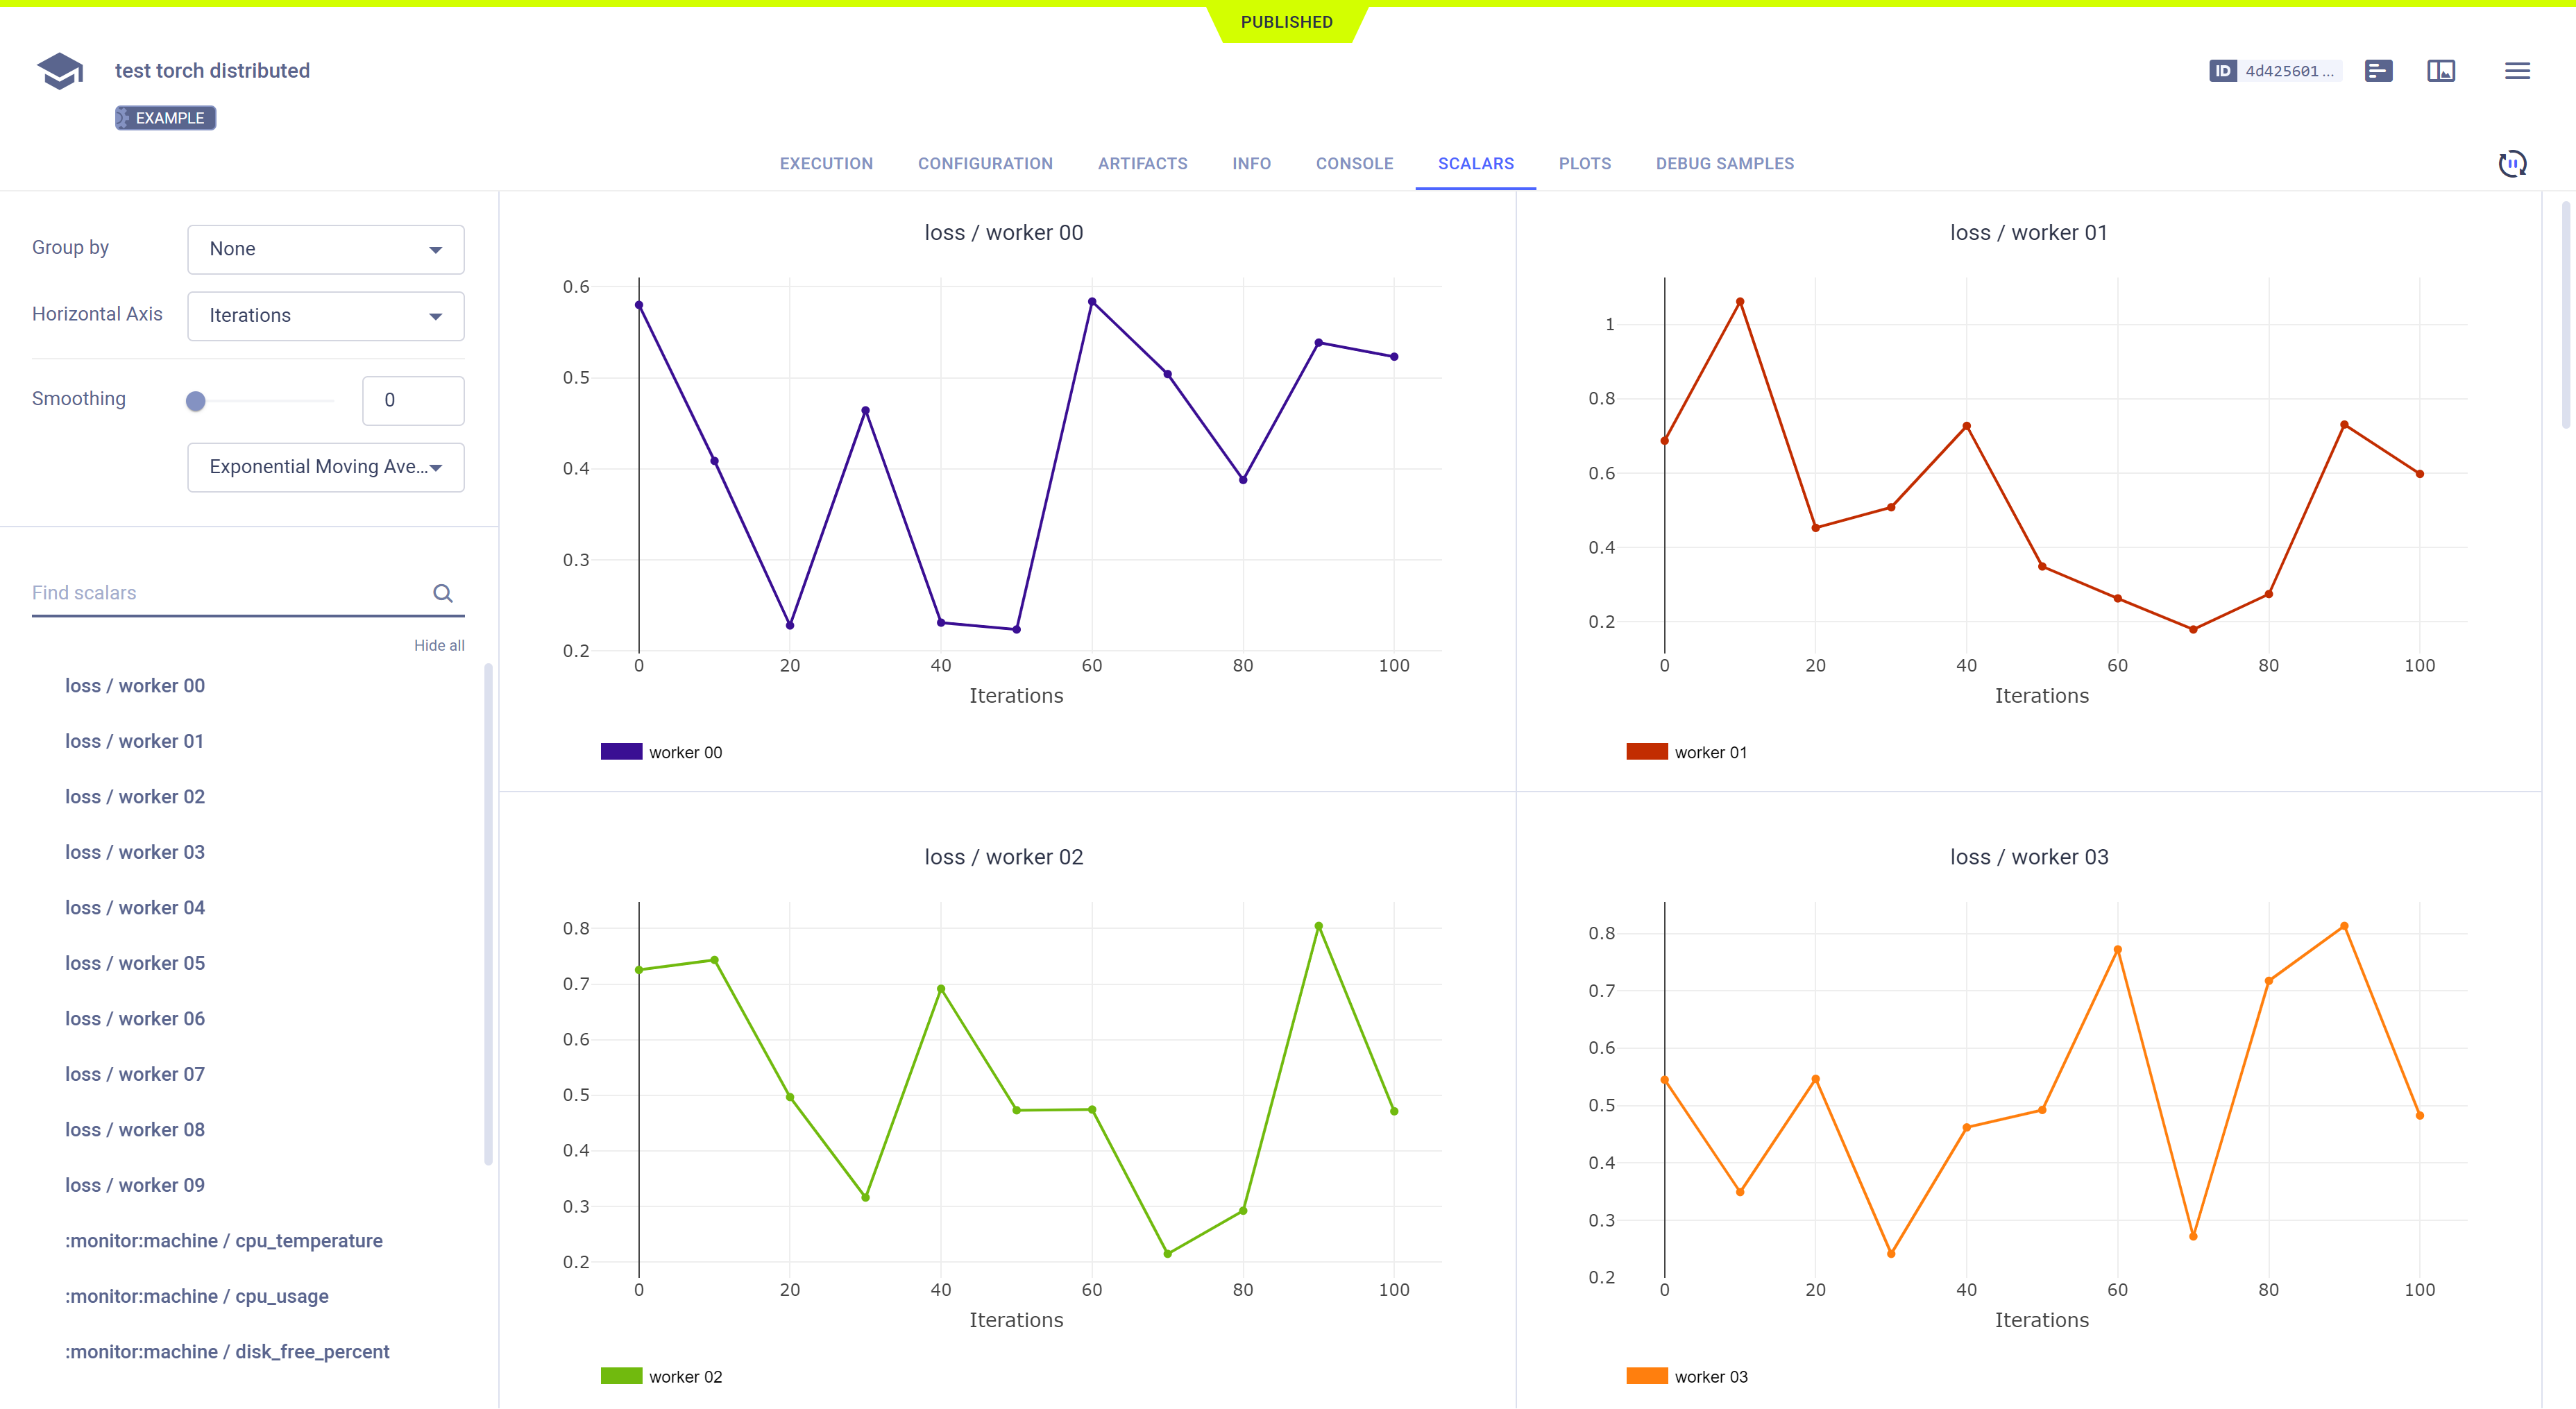 PUBLISHED
test torch distributed
ID 4d425601 ...
EXAMPLE
EXECUTION CONFIGURATION ARTIFACTS INFO CONSOLE SCALARS PLOTS DEBUG SAMPLES
Group by None
Horizontal Axis Iterations
Smoothing 0
Exponential Moving Ave...
Find scalars
Hide all
loss / worker 00
loss / worker 01
loss / worker 02
loss / worker 03
loss / worker 04
loss / worker 05
loss / worker 06
loss / worker 07
loss / worker 08
loss / worker 09
:monitor:machine / cpu_temperature
:monitor:machine / cpu_usage
:monitor:machine / disk_free_percent
loss / worker 00
0.6
0.5
0.4
0.3
0.2
0 20 40 60 80 100
Iterations
worker 00
loss / worker 01
1
0.8
0.6
0.4
0.2
0 20 40 60 80 100
Iterations
worker 01
loss / worker 02
0.8
0.7
0.6
0.5
0.4
0.3
0.2
0 20 40 60 80 100
Iterations
worker 02
loss / worker 03
0.8
0.7
0.6
0.5
0.4
0.3
0.2
0 20 40 60 80 100
Iterations
worker 03